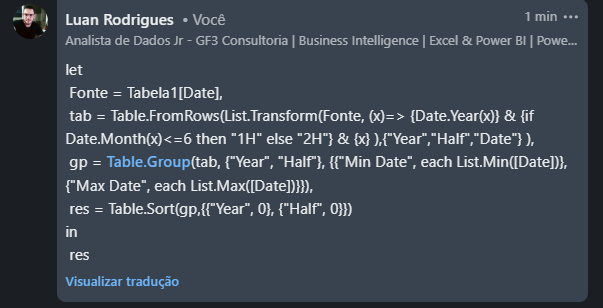 Luan Rodrigues • Você
1 min •••
Analista de Dados Jr - GF3 Consultoria | Business Intelligence | Excel & Power BI | Powe...
let
Fonte = Tabela1[Date],
tab = Table.FromRows(List.Transform(Fonte, (x)=> {Date.Year(x)} & {if
Date.Month(x)<=6 then "1H" else "2H"} & {x} ),{"Year","Half","Date"} ),
gp = Table.Group(tab, {"Year", "Half"}, {{"Min Date", each List.Min([Date])},
{"Max Date", each List.Max([Date])}}),
res = Table.Sort(gp,{{"Year", 0}, {"Half", 0}})
in
res
Visualizar tradução